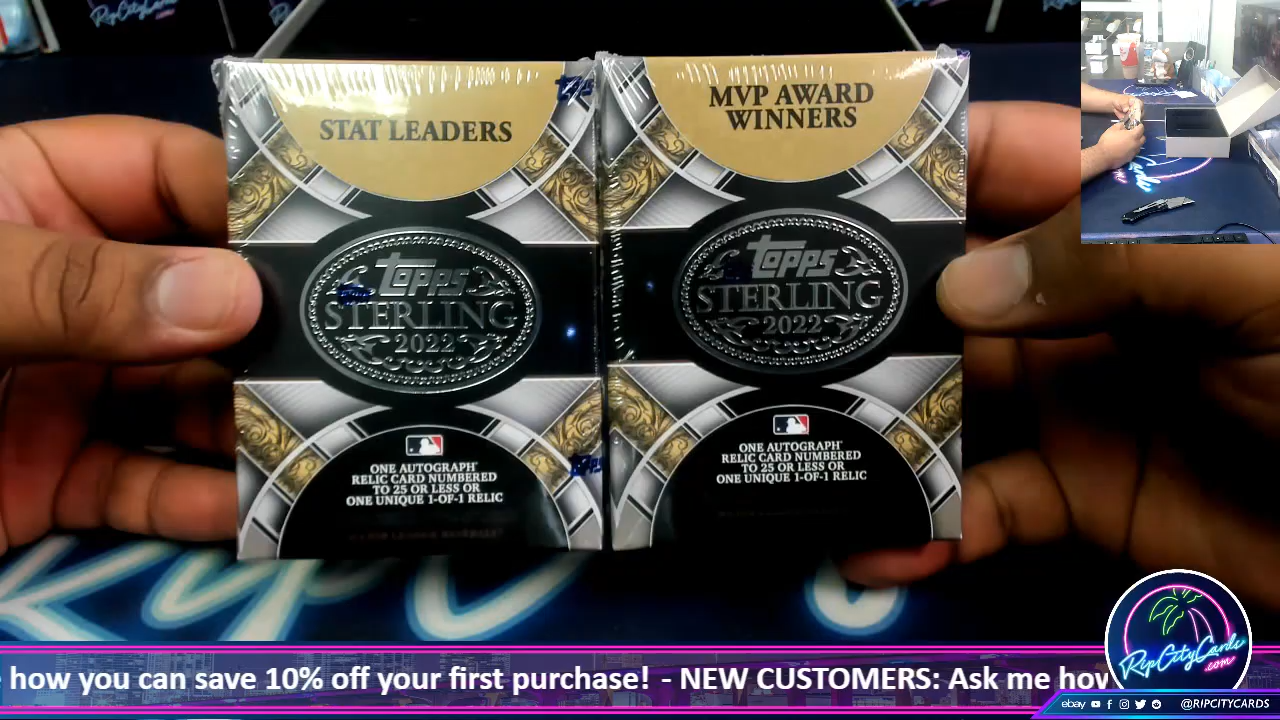 RipCityCards
STAT LEADERS
topps
STERLING
2022
ONE AUTOGRAPH
RELIC CARD NUMBERED
TO 25 OR LESS OR
ONE UNIQUE 1-OF-1 RELIC
MVP AWARD
WINNERS
topps
STERLING
2022
ONE AUTOGRAPH
RELIC CARD NUMBERED
TO 25 OR LESS OR
ONE UNIQUE 1-OF-1 RELIC
how you can save 10% off your first purchase! - NEW CUSTOMERS: Ask me how
RipCityCards
.com
ebay @RIPCITYCARDS